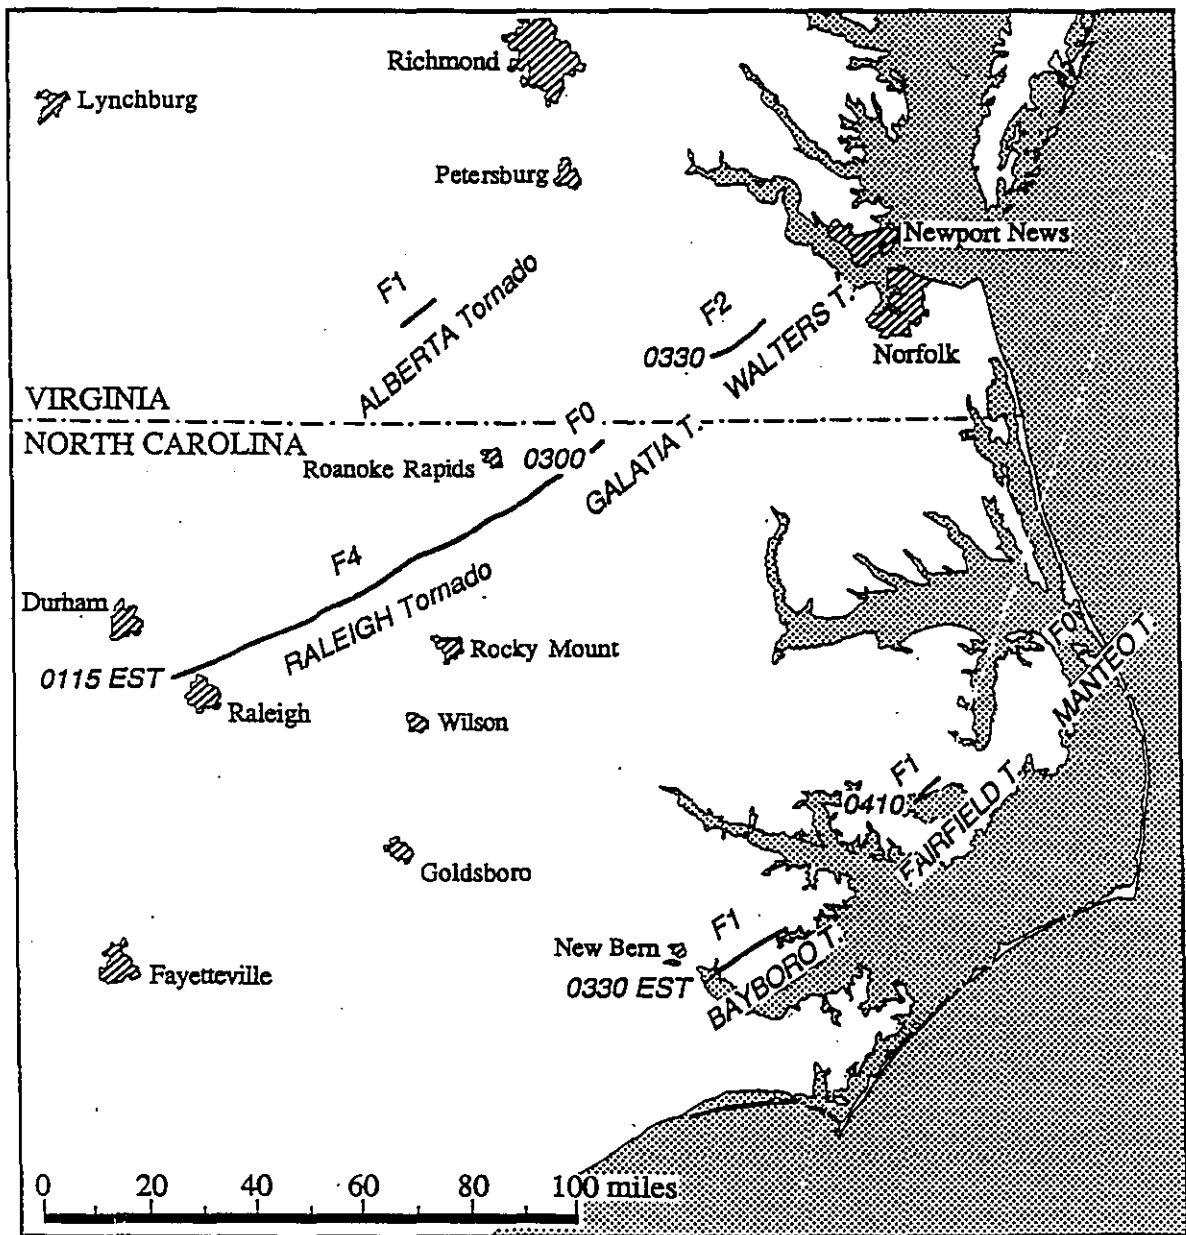 Richmond
Lynchburg
Petersburg
Newport News
F1
ALBERTA Tornado
F2
0330
WALTERS T.
Norfolk
VIRGINIA
NORTH CAROLINA
F0
Roanoke Rapids
0300
GALATIA T.
F4
RALEIGH Tornado
Durham
0115 EST
Rocky Mount
Raleigh
Wilson
F0
MANTEO T.
F1
0410
FAIRFIELD T.
Goldsboro
F1
New Bern
0330 EST
BAYBORO T.
Fayetteville
0 20 40 60 80 100 miles